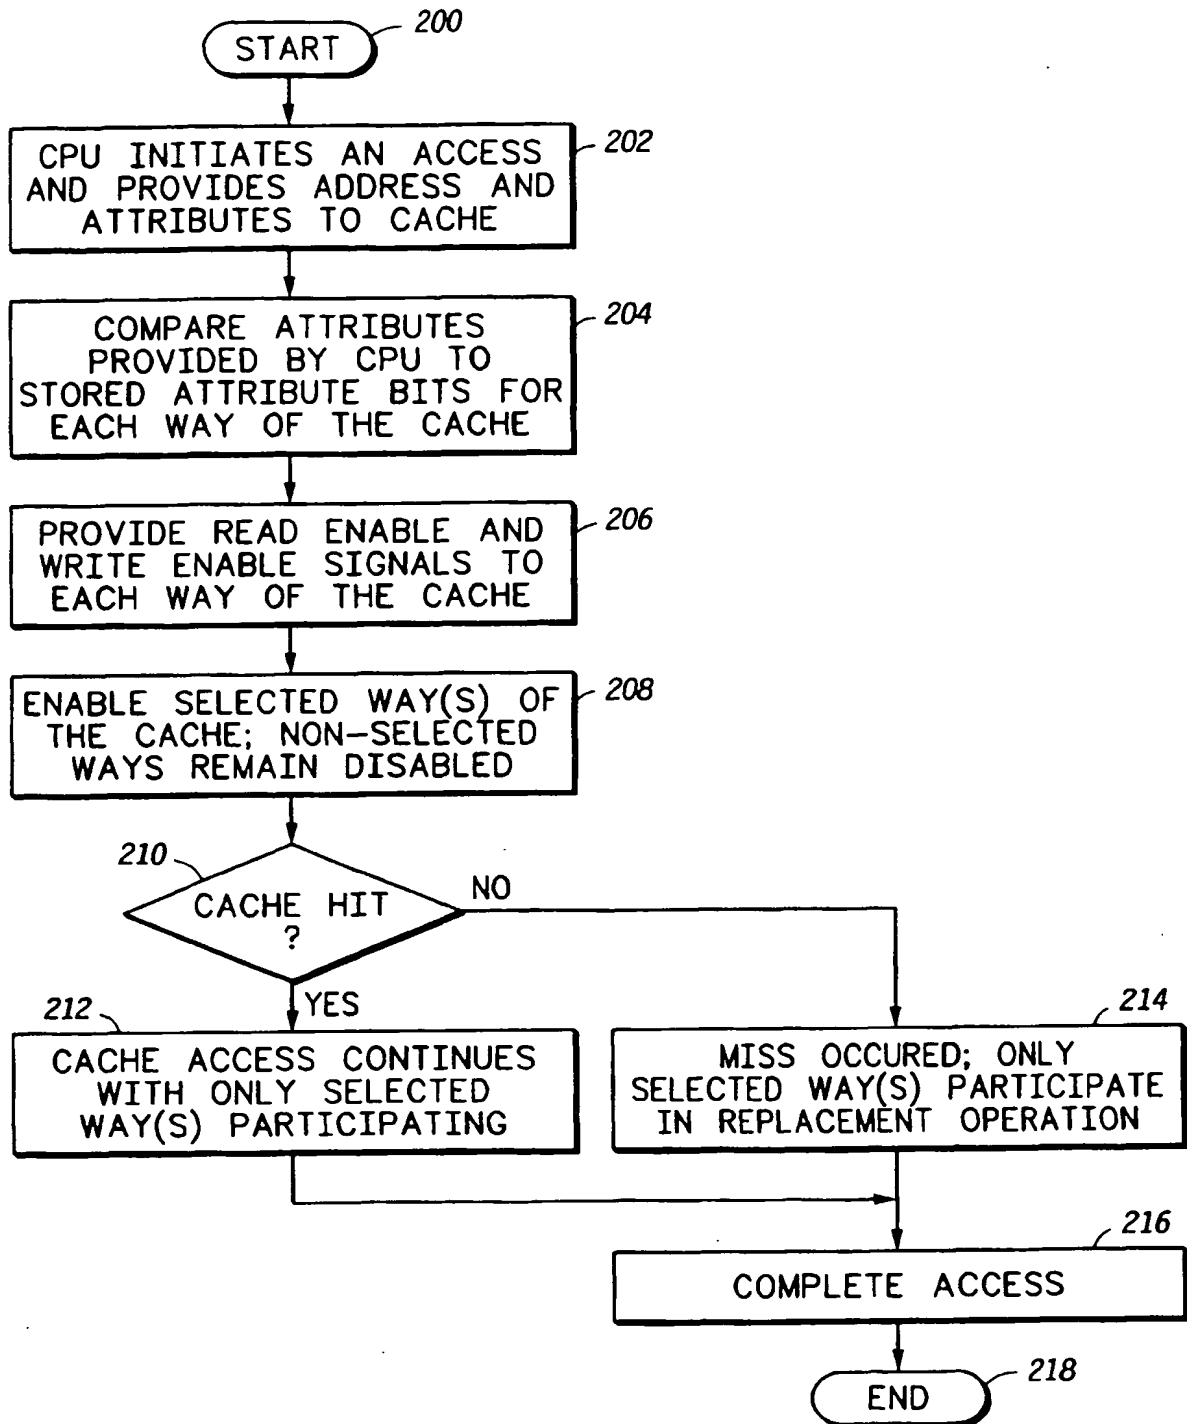 START
200
CPU INITIATES AN ACCESS
AND PROVIDES ADDRESS AND
ATTRIBUTES TO CACHE
202
COMPARE ATTRIBUTES
PROVIDED BY CPU TO
STORED ATTRIBUTE BITS FOR
EACH WAY OF THE CACHE
204
PROVIDE READ ENABLE AND
WRITE ENABLE SIGNALS TO
EACH WAY OF THE CACHE
206
ENABLE SELECTED WAY(S) OF
THE CACHE; NON-SELECTED
WAYS REMAIN DISABLED
208
210
CACHE HIT
?
NO
YES
212
CACHE ACCESS CONTINUES
WITH ONLY SELECTED
WAY(S) PARTICIPATING
214
MISS OCCURED; ONLY
SELECTED WAY(S) PARTICIPATE
IN REPLACEMENT OPERATION
216
COMPLETE ACCESS
END
218